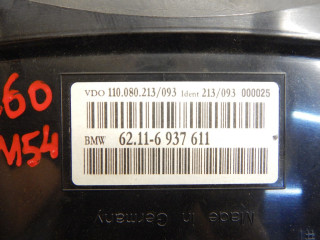 VDO 110.080.213/093 Ident 213/093 000025
BMW 62.11-6 937 611
60
M54
Made in Germany